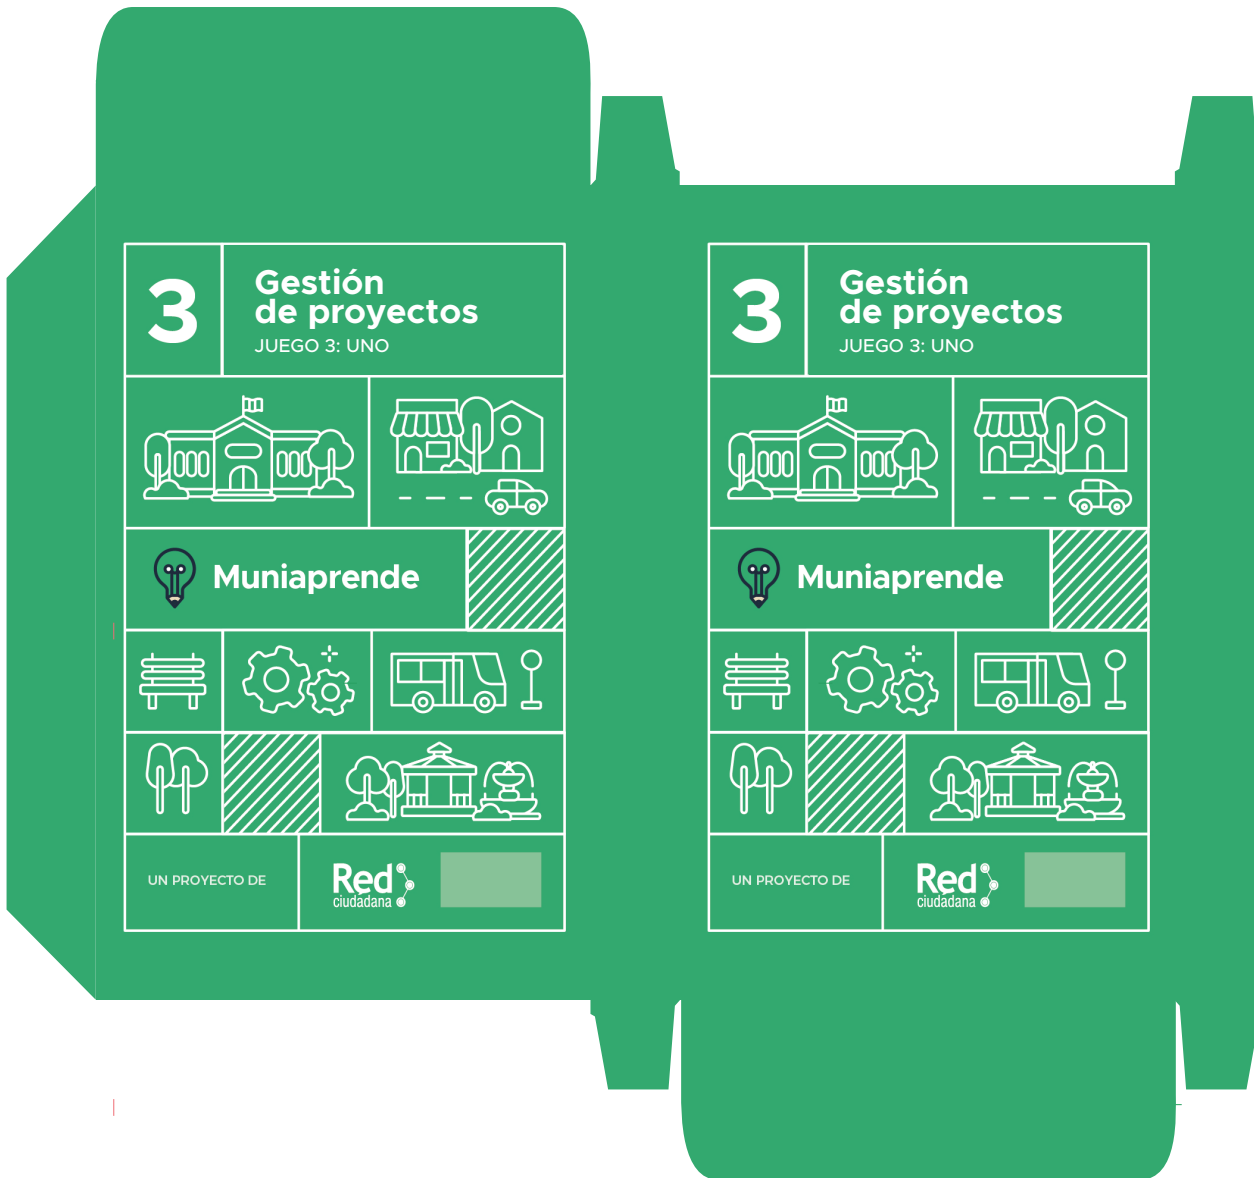 3
Gestión
de proyectos
JUEGO 3: UNO
Muniaprende
UN PROYECTO DE
Red
ciudadana
3
Gestión
de proyectos
JUEGO 3: UNO
Muniaprende
UN PROYECTO DE
Red
ciudadana